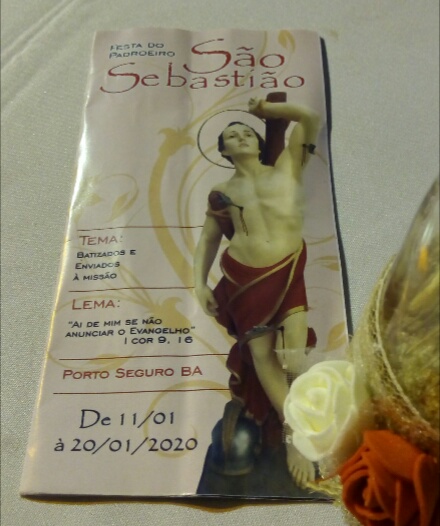 FESTA DO
PADROEIRO
São
Sebastião
TEMA:
BATIZADOS E
ENVIADOS
À MISSÃO
LEMA:
"AI DE MIM SE NÃO
ANUNCIAR O EVANGELHO"
I COR 9, 16
PORTO SEGURO BA
De 11/01
à 20/01/2020